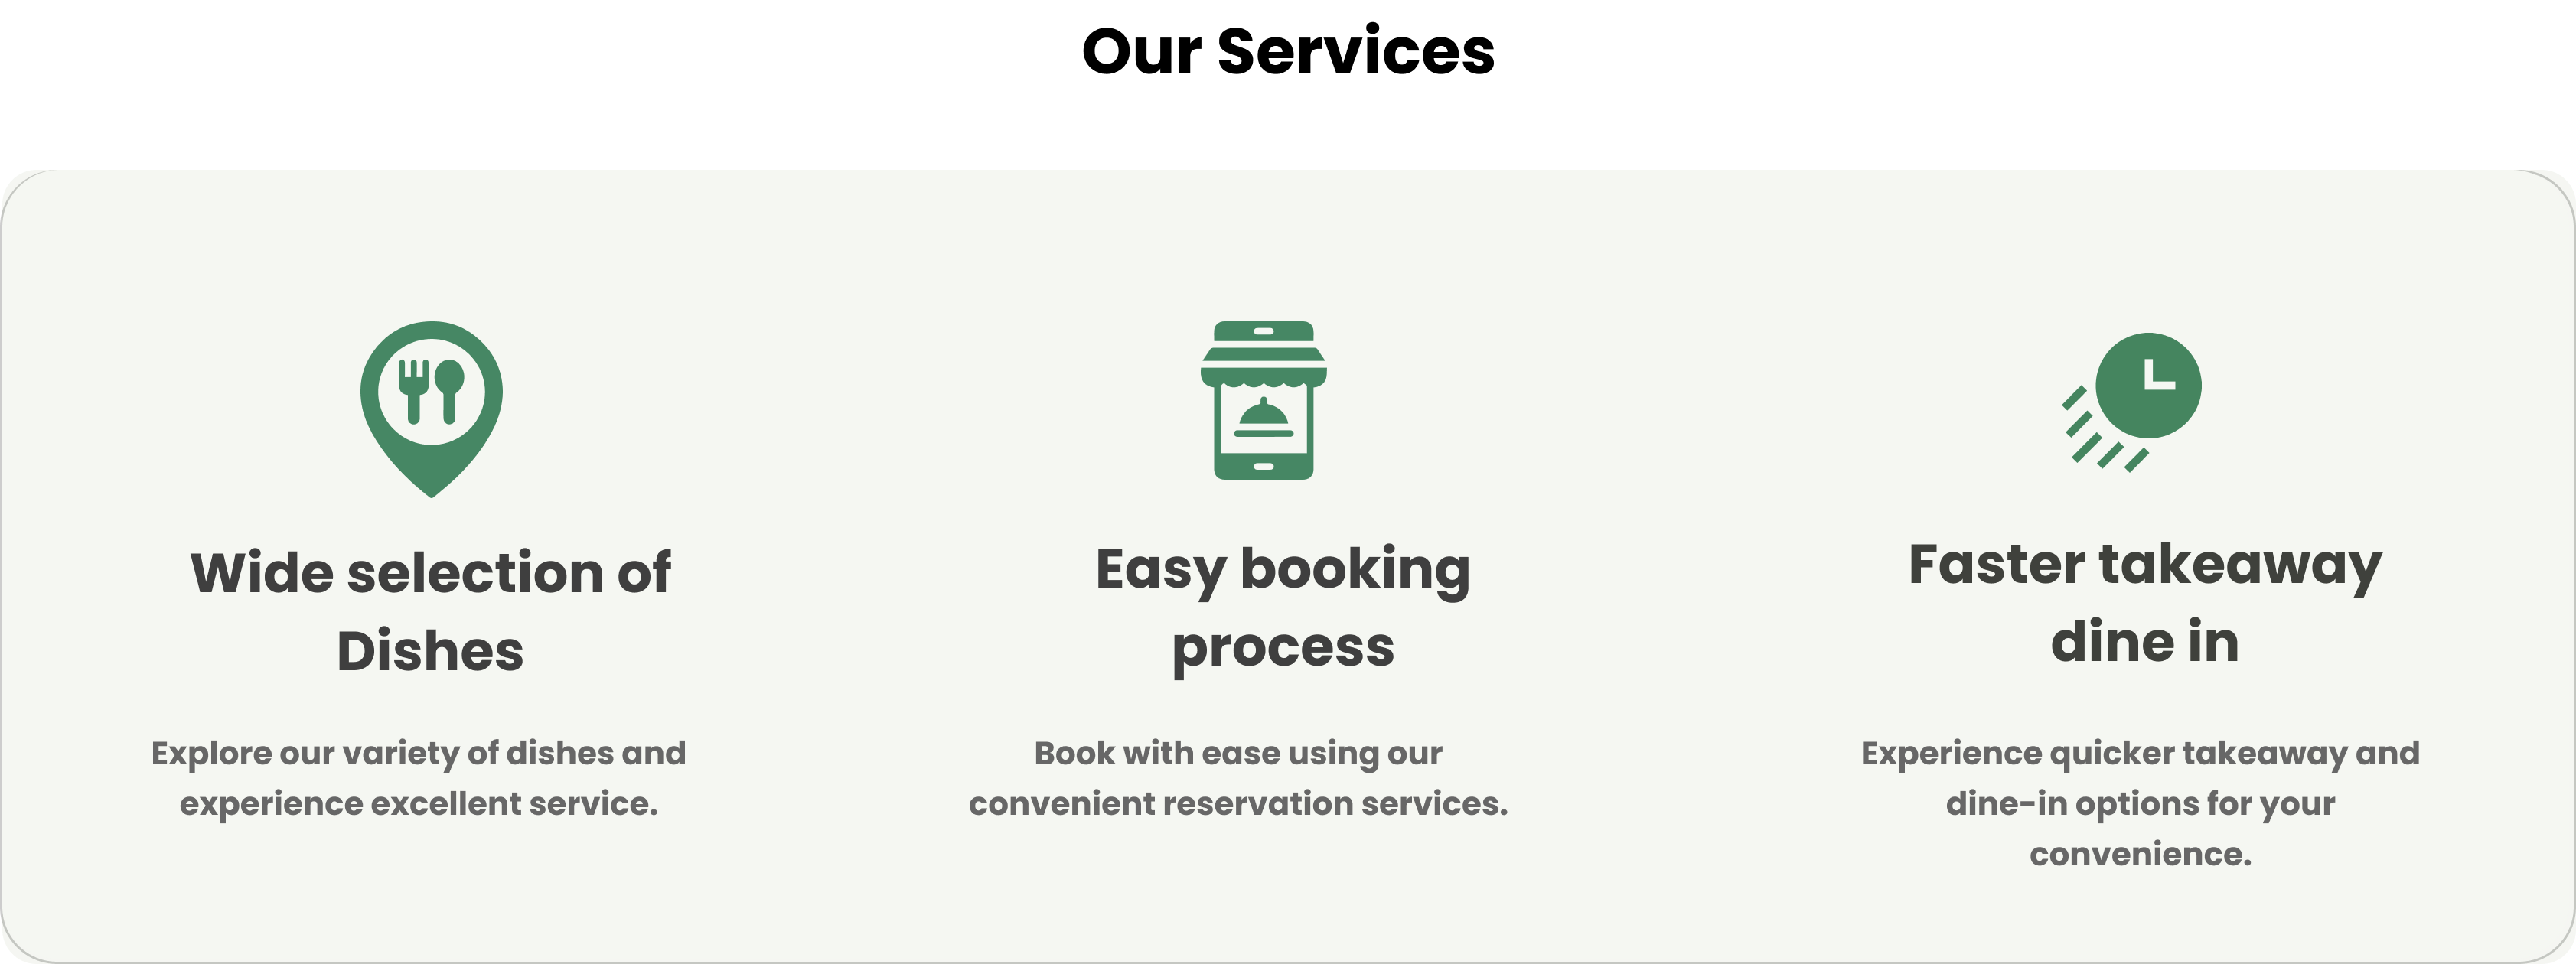 Our Services
Wide selection of
Dishes
Explore our variety of dishes and
experience excellent service.
Easy booking
process
Book with ease using our
convenient reservation services.
Faster takeaway
dine in
Experience quicker takeaway and
dine-in options for your
convenience.